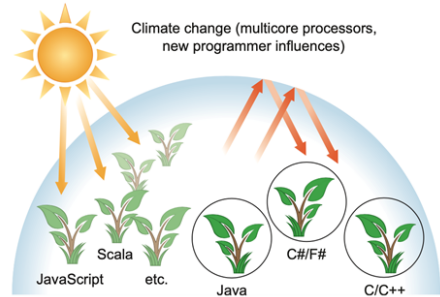 Climate change (multicore processors,
new programmer influences)
Scala
C#/F#
JavaScript
etc.
Java
C/C++